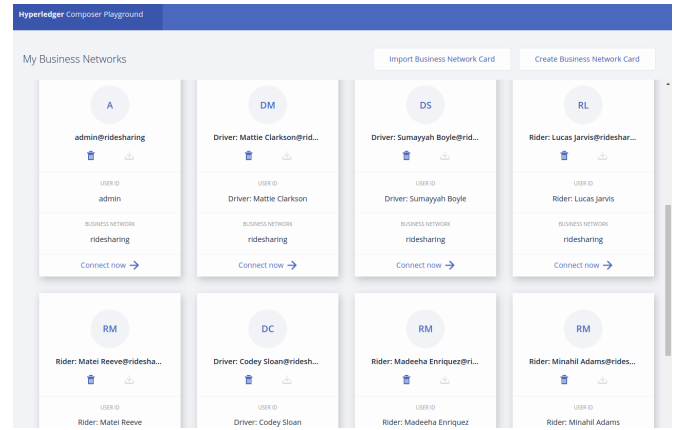 Hyperledger Composer Playground
My Business Networks
Import Business Network Card
Create Business Network Card
A
DM
DS
RL
admin@ridesharing
Driver: Mattie Clarkson@rid...
Driver: Sumayyah Boyle@rid...
Rider: Lucas Jarvis@rideshar...
USER ID
USER ID
USER ID
USER ID
admin
Driver: Mattie Clarkson
Driver: Sumayyah Boyle
Rider: Lucas Jarvis
BUSINESS NETWORK
BUSINESS NETWORK
BUSINESS NETWORK
BUSINESS NETWORK
ridesharing
ridesharing
ridesharing
ridesharing
Connect now
Connect now
Connect now
Connect now
RM
DC
RM
RM
Rider: Matei Reeve@ridesha...
Driver: Codey Sloan@ridesh...
Rider: Madeeha Enriquez@ri...
Rider: Minahil Adams@rides...
USER ID
USER ID
USER ID
USER ID
Rider: Matei Reeve
Driver: Codey Sloan
Rider: Madeeha Enriquez
Rider: Minahil Adams